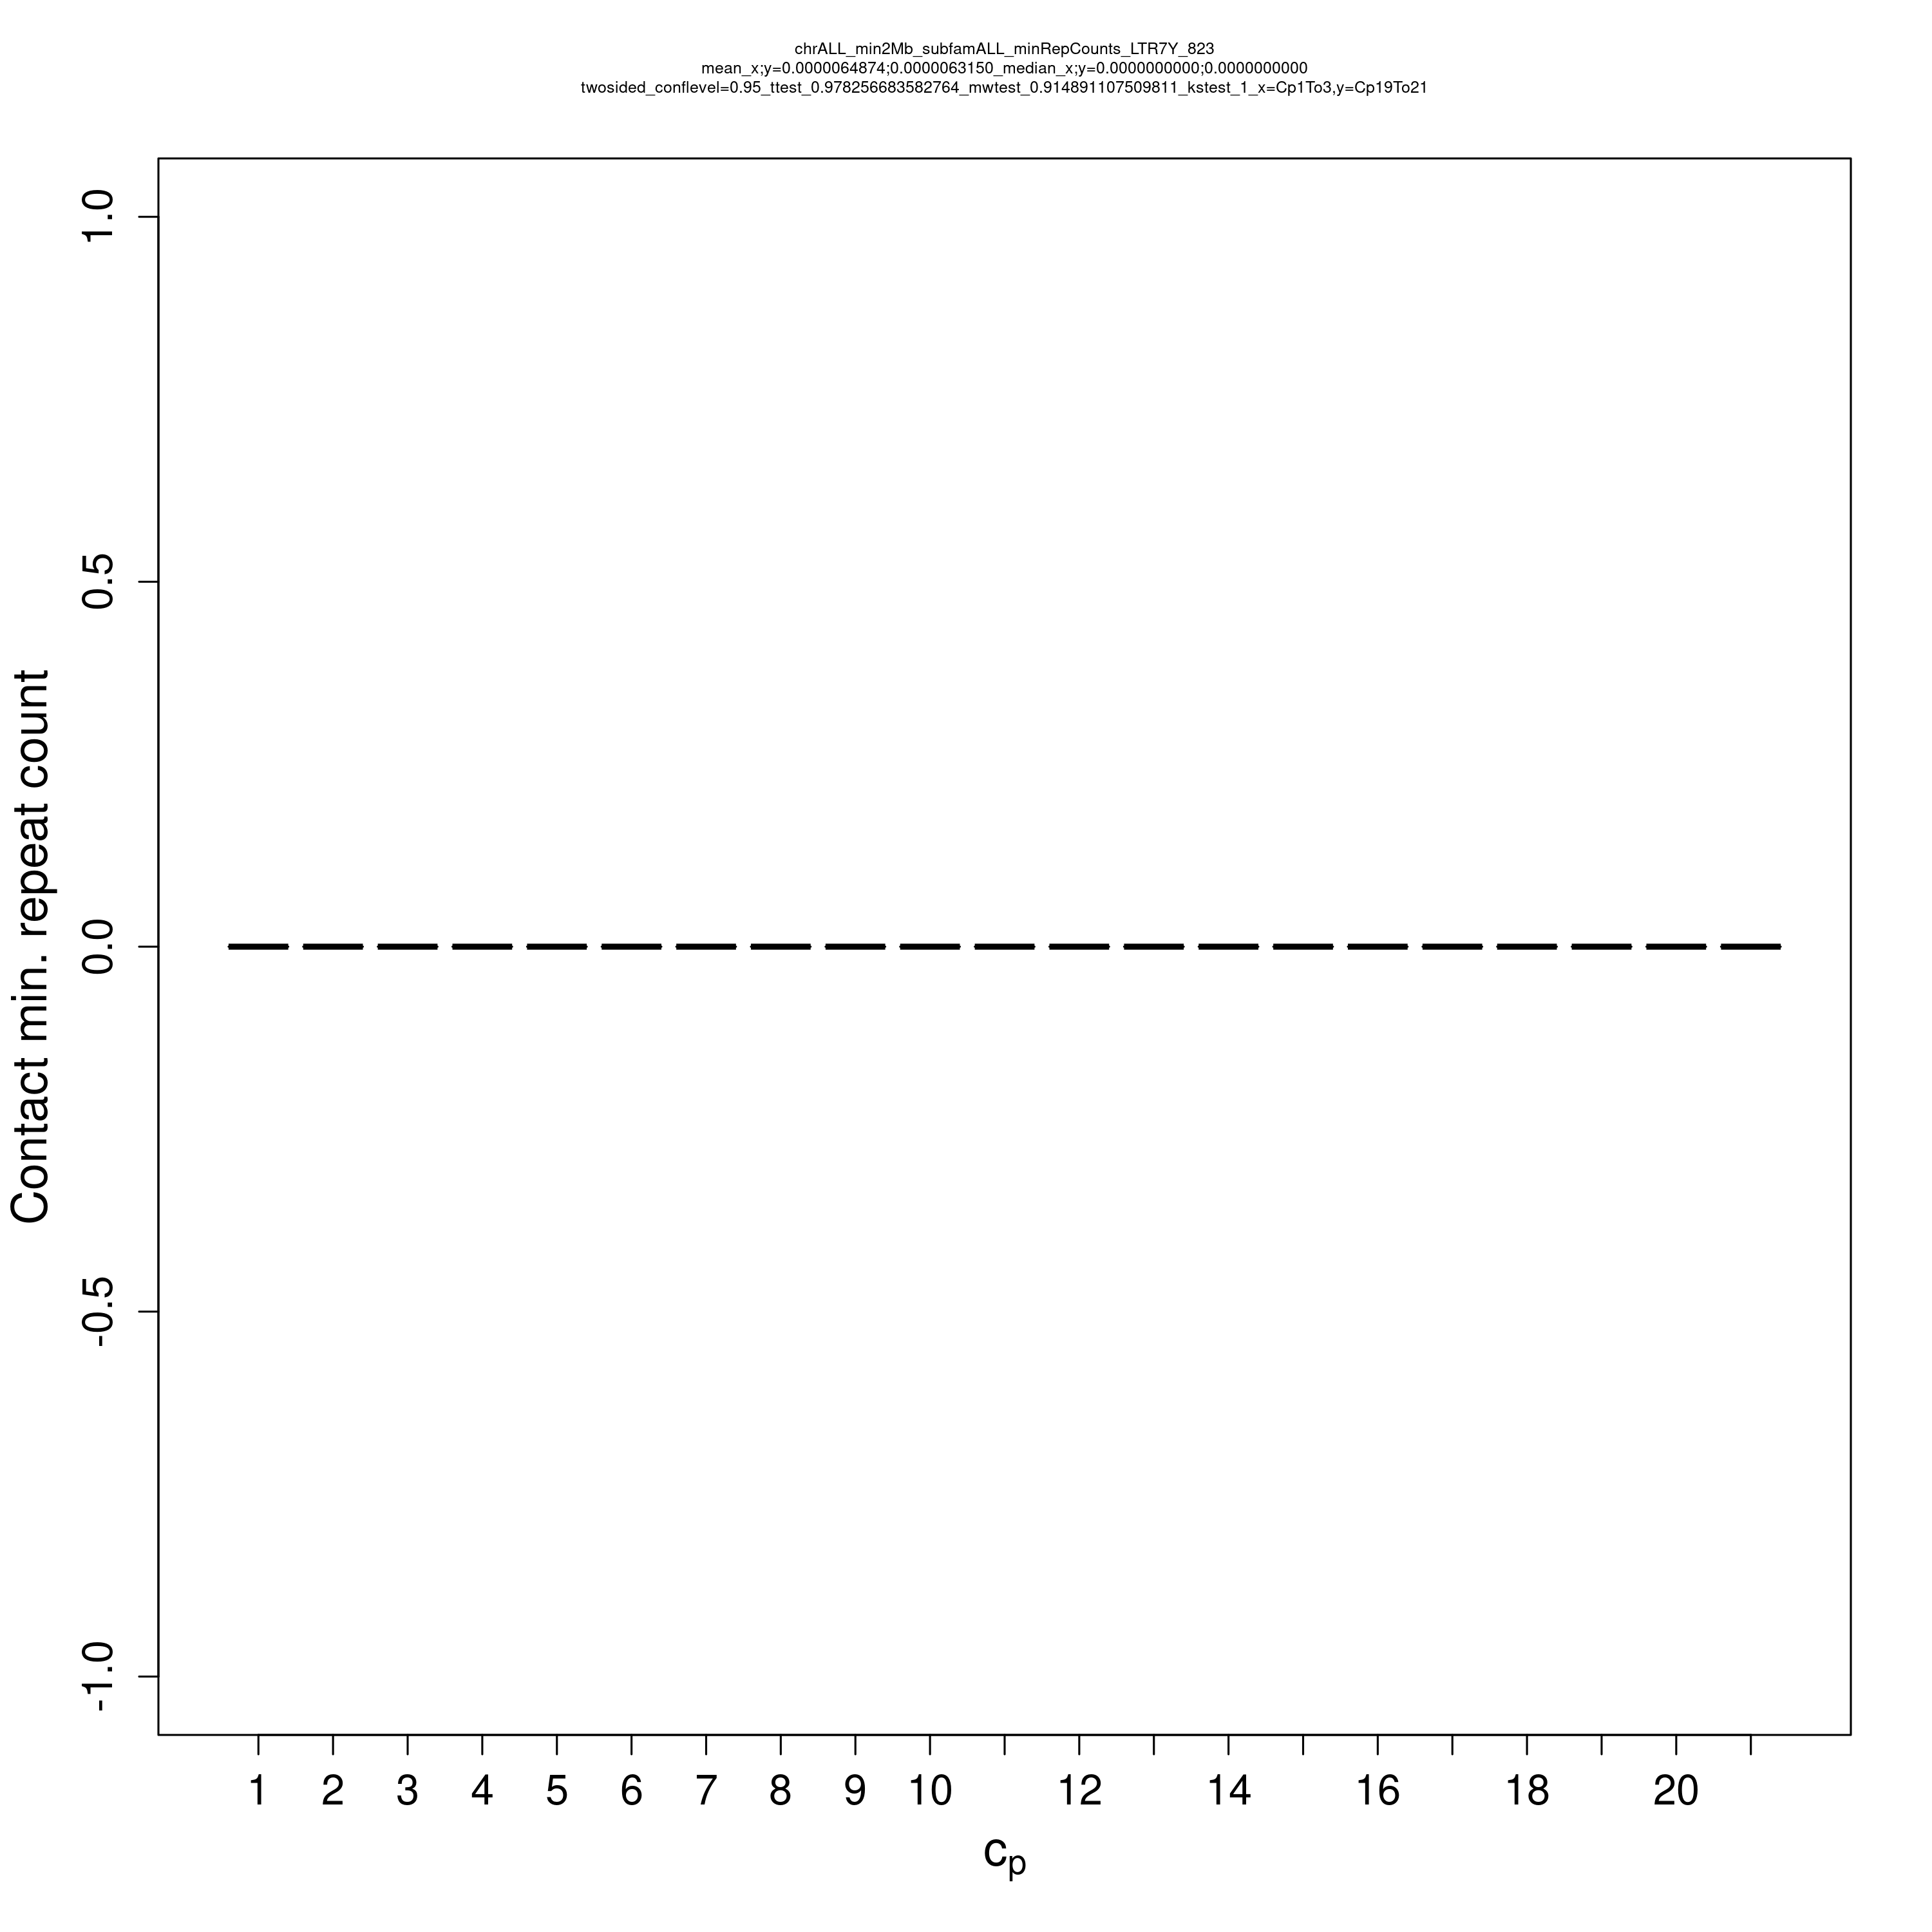 chrALL_min2Mb_subfamALL_minRepCounts_LTR7Y_823
mean_x;y=0.0000064874;0.0000063150_median_x;y=0.0000000000;0.0000000000
twosided_conflevel=0.95_ttest_0.978256683582764_mwtest_0.914891107509811_kstest_1_x=Cp1To3,y=Cp19To21
1.0
0.5
0.0
-0.5
-1.0
Contact min. repeat count
1 2 3 4 5 6 7 8 9 10 12 14 16 18 20
cp